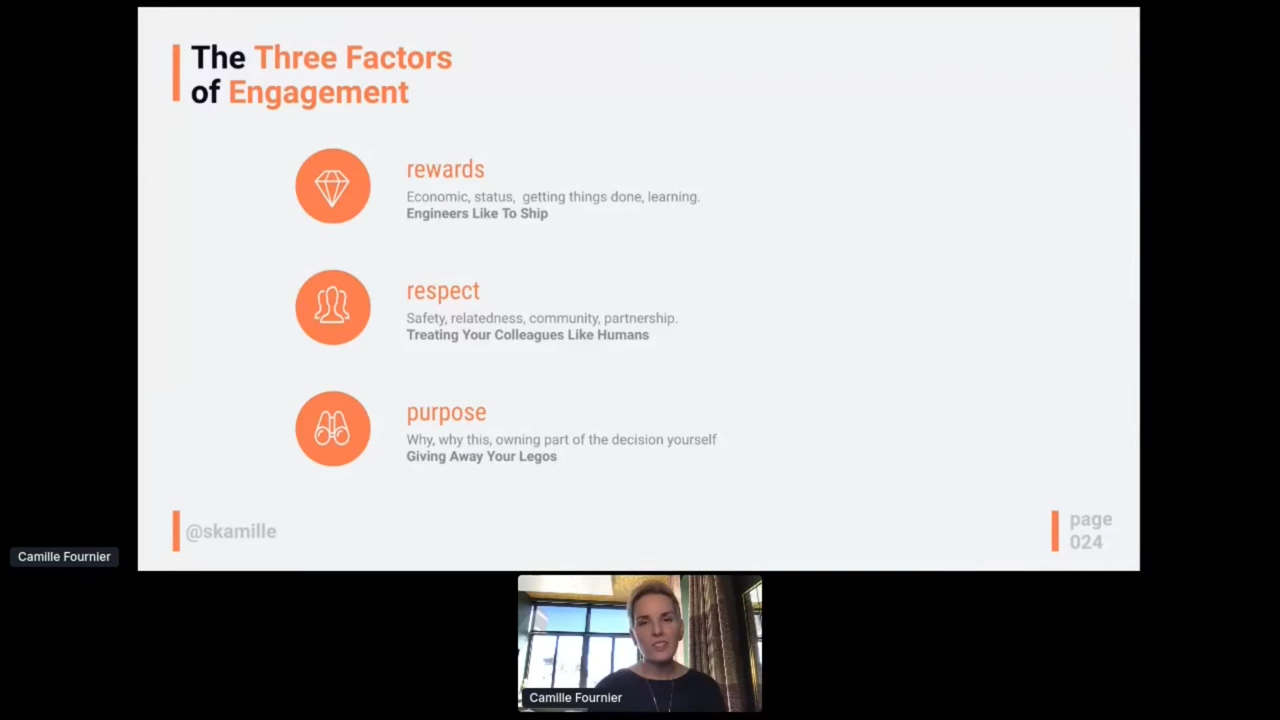 The Three Factors
of Engagement
rewards
Economic, status,  getting things done, learning.
Engineers Like To Ship
respect
Safety, relatedness, community, partnership.
Treating Your Colleagues Like Humans
purpose
Why, why this, owning part of the decision yourself
Giving Away Your Legos
@skamille
page
024
Camille Fournier
Camille Fournier